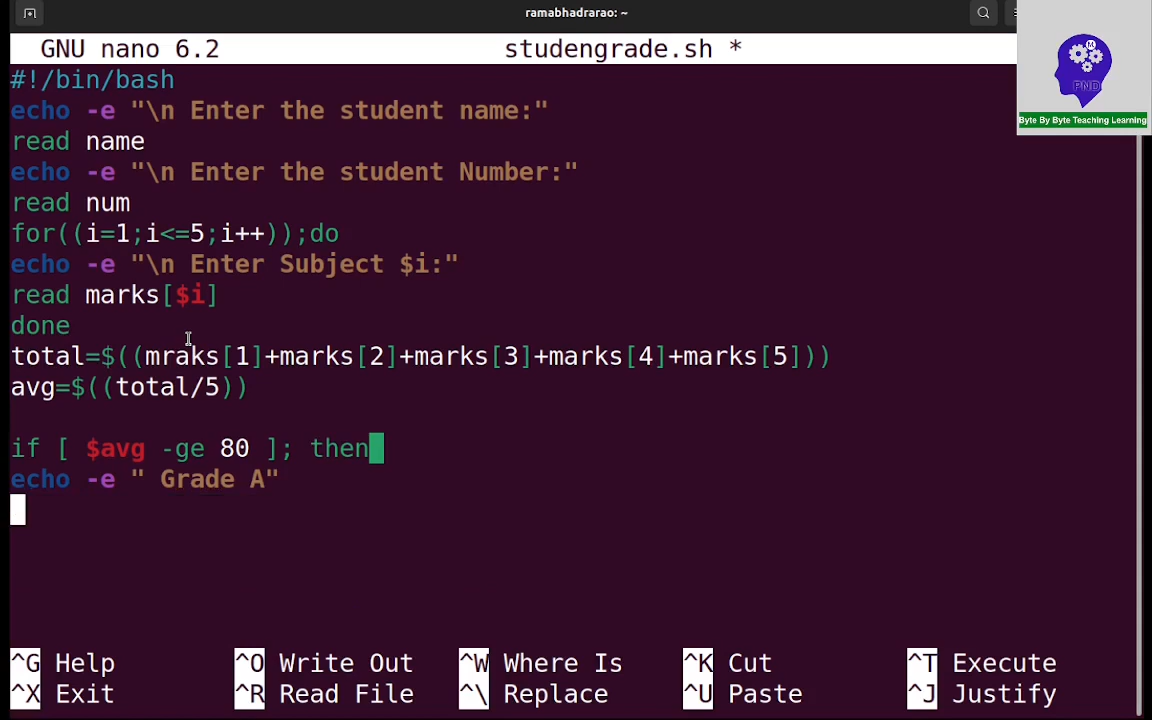 ramabhadrarao: ~
GNU nano 6.2 studengrade.sh *
#!/bin/bash
echo -e "\n Enter the student name:"
read name
echo -e "\n Enter the student Number:"
read num
for((i=1;i<=5;i++));do
echo -e "\n Enter Subject $i:"
read marks[$i]
done
total=$((mraks[1]+marks[2]+marks[3]+marks[4]+marks[5]))
avg=$((total/5))
if [ $avg -ge 80 ]; then
echo -e " Grade A"
^G Help ^O Write Out ^W Where Is ^K Cut ^T Execute
^X Exit ^R Read File ^\ Replace ^U Paste ^J Justify
PND
Byte By Byte Teaching Learning